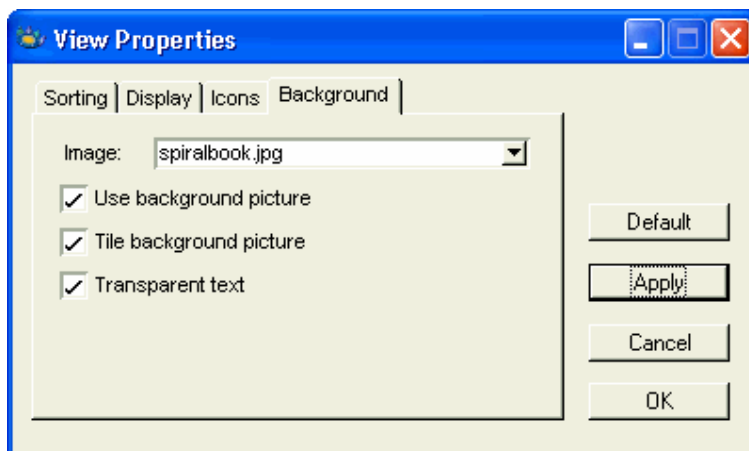 View Properties
Sorting Display Icons Background
Image: spiralbook.jpg
Use background picture
Tile background picture
Transparent text
Default
Apply
Cancel
OK